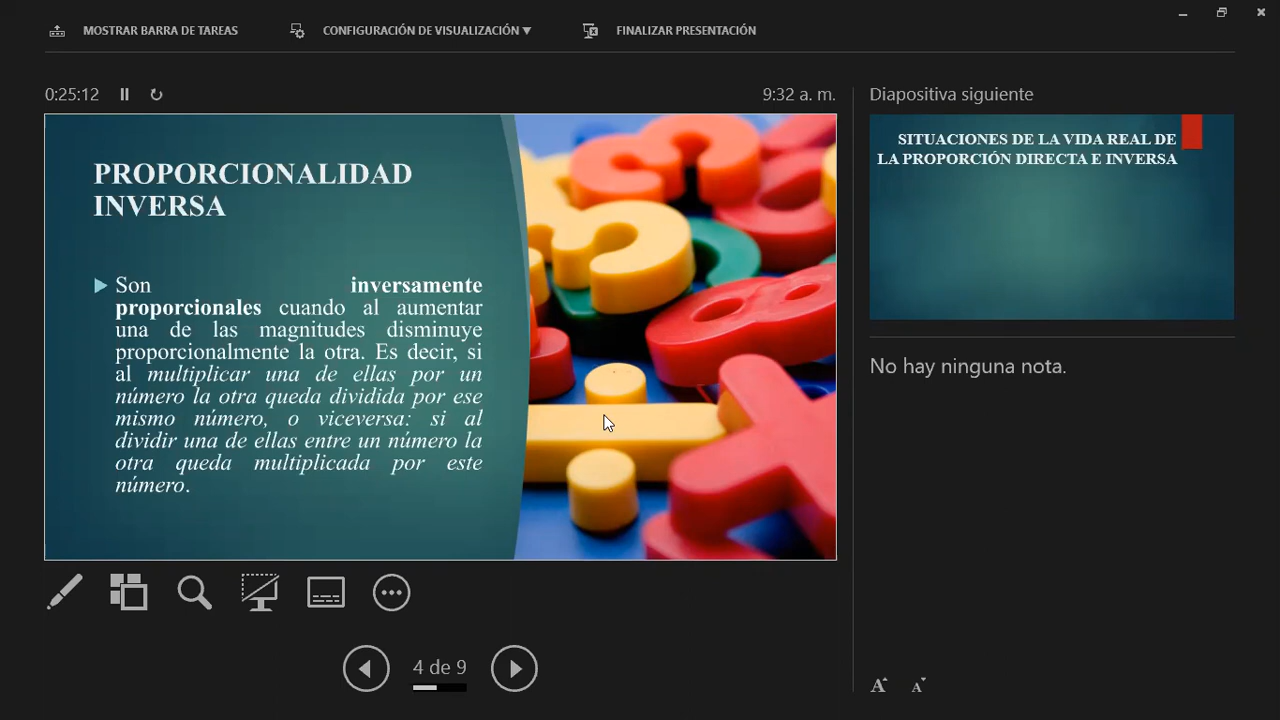 MOSTRAR BARRA DE TAREAS
CONFIGURACIÓN DE VISUALIZACIÓN ▼
FINALIZAR PRESENTACIÓN
0:25:12
9:32 a. m.
PROPORCIONALIDAD
INVERSA
Son inversamente
proporcionales cuando al aumentar
una de las magnitudes disminuye
proporcionalmente la otra. Es decir, si
al multiplicar una de ellas por un
número la otra queda dividida por ese
mismo número, o viceversa: si al
dividir una de ellas entre un número la
otra queda multiplicada por este
número.
4 de 9
Diapositiva siguiente
SITUACIONES DE LA VIDA REAL DE
LA PROPORCIÓN DIRECTA E INVERSA
No hay ninguna nota.
A A